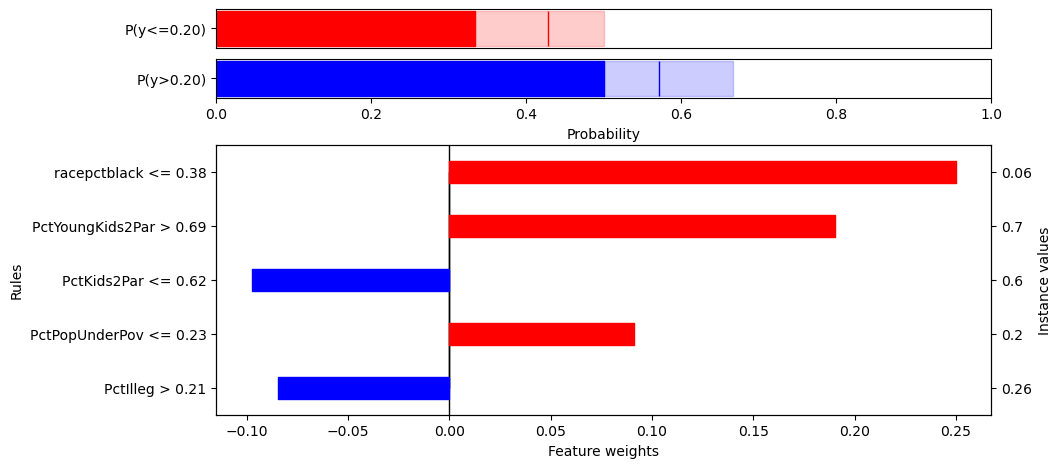 P(y<=0.20)
P(y>0.20)
0.0 0.2 0.4 0.6 0.8 1.0
Probability
racepctblack <= 0.38 0.06
PctYoungKids2Par > 0.69 0.7
PctKids2Par <= 0.62 0.6
PctPopUnderPov <= 0.23 0.2
PctIlleg > 0.21 0.26
Rules
Instance values
−0.10 −0.05 0.00 0.05 0.10 0.15 0.20 0.25
Feature weights